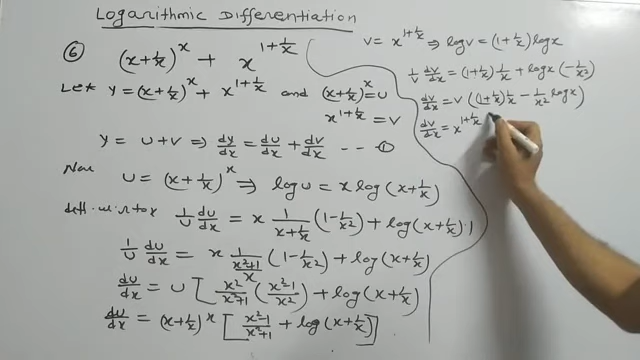 Logarithmic Differentiation
⑥ (x+1/x)^x + x^(1+1/x)
Let y = (x+1/x)^x + x^(1+1/x) and (x+1/x)^x = u
x^(1+1/x) = v
y = u+v ⇒ dy/dx = du/dx + dv/dx --- ①
Now u = (x+1/x)^x ⇒ log u = x log(x+1/x)
diff. w.r. to x 1/u du/dx = x 1/(x+1/x) (1-1/x²) + log(x+1/x)·1
1/u du/dx = x 1/((x²+1)/x) (1-1/x²) + log(x+1/x)
du/dx = u [x²/(x²+1) ((x²-1)/x²) + log(x+1/x)
du/dx = (x+1/x)^x [(x²-1)/(x²+1) + log(x+1/x)]
v = x^(1+1/x) ⇒ log v = (1+1/x) log x
1/v dv/dx = (1+1/x) 1/x + log x (-1/x²)
dv/dx = v ((1+1/x) 1/x - 1/x² log x)
dv/dx = x^(1+1/x)